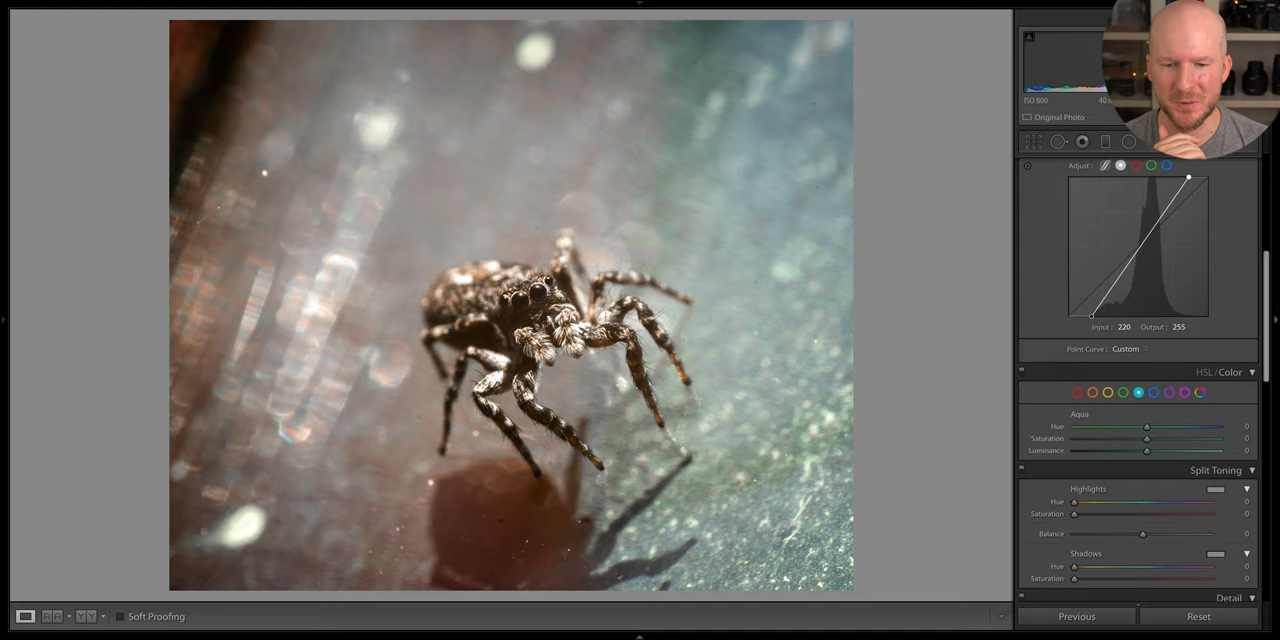 ISO 800
Original Photo
Adjust :
Input : 220 Output : 255
Point Curve : Custom
HSL / Color
Aqua
Hue 0
Saturation 0
Luminance 0
Split Toning
Highlights
Hue 0
Saturation 0
Balance 0
Shadows
Hue 0
Saturation 0
Detail
Previous Reset
Soft Proofing